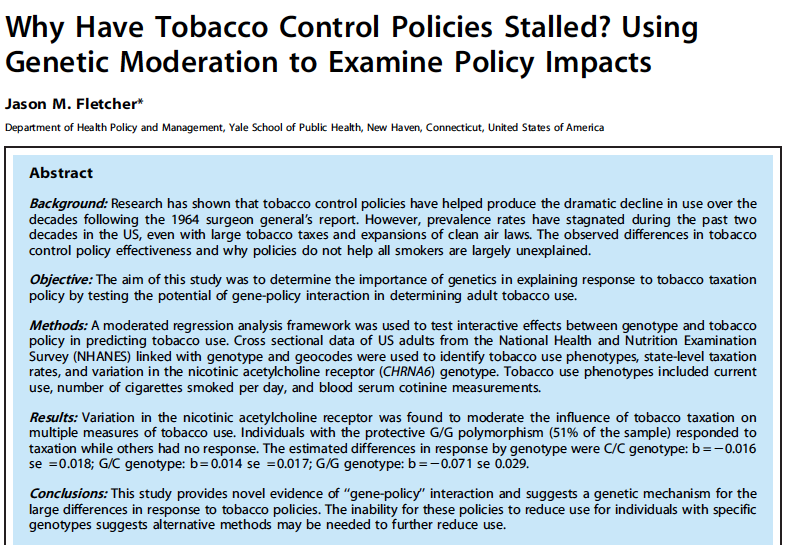 Why Have Tobacco Control Policies Stalled? Using
Genetic Moderation to Examine Policy Impacts
Jason M. Fletcher*
Department of Health Policy and Management, Yale School of Public Health, New Haven, Connecticut, United States of America
Abstract
Background: Research has shown that tobacco control policies have helped produce the dramatic decline in use over the
decades following the 1964 surgeon general's report. However, prevalence rates have stagnated during the past two
decades in the US, even with large tobacco taxes and expansions of clean air laws. The observed differences in tobacco
control policy effectiveness and why policies do not help all smokers are largely unexplained.
Objective: The aim of this study was to determine the importance of genetics in explaining response to tobacco taxation
policy by testing the potential of gene-policy interaction in determining adult tobacco use.
Methods: A moderated regression analysis framework was used to test interactive effects between genotype and tobacco
policy in predicting tobacco use. Cross sectional data of US adults from the National Health and Nutrition Examination
Survey (NHANES) linked with genotype and geocodes were used to identify tobacco use phenotypes, state-level taxation
rates, and variation in the nicotinic acetylcholine receptor (CHRNA6) genotype. Tobacco use phenotypes included current
use, number of cigarettes smoked per day, and blood serum cotinine measurements.
Results: Variation in the nicotinic acetylcholine receptor was found to moderate the influence of tobacco taxation on
multiple measures of tobacco use. Individuals with the protective G/G polymorphism (51% of the sample) responded to
taxation while others had no response. The estimated differences in response by genotype were C/C genotype: b=−0.016
se =0.018; G/C genotype: b=0.014 se =0.017; G/G genotype: b=−0.071 se 0.029.
Conclusions: This study provides novel evidence of "gene-policy" interaction and suggests a genetic mechanism for the
large differences in response to tobacco policies. The inability for these policies to reduce use for individuals with specific
genotypes suggests alternative methods may be needed to further reduce use.